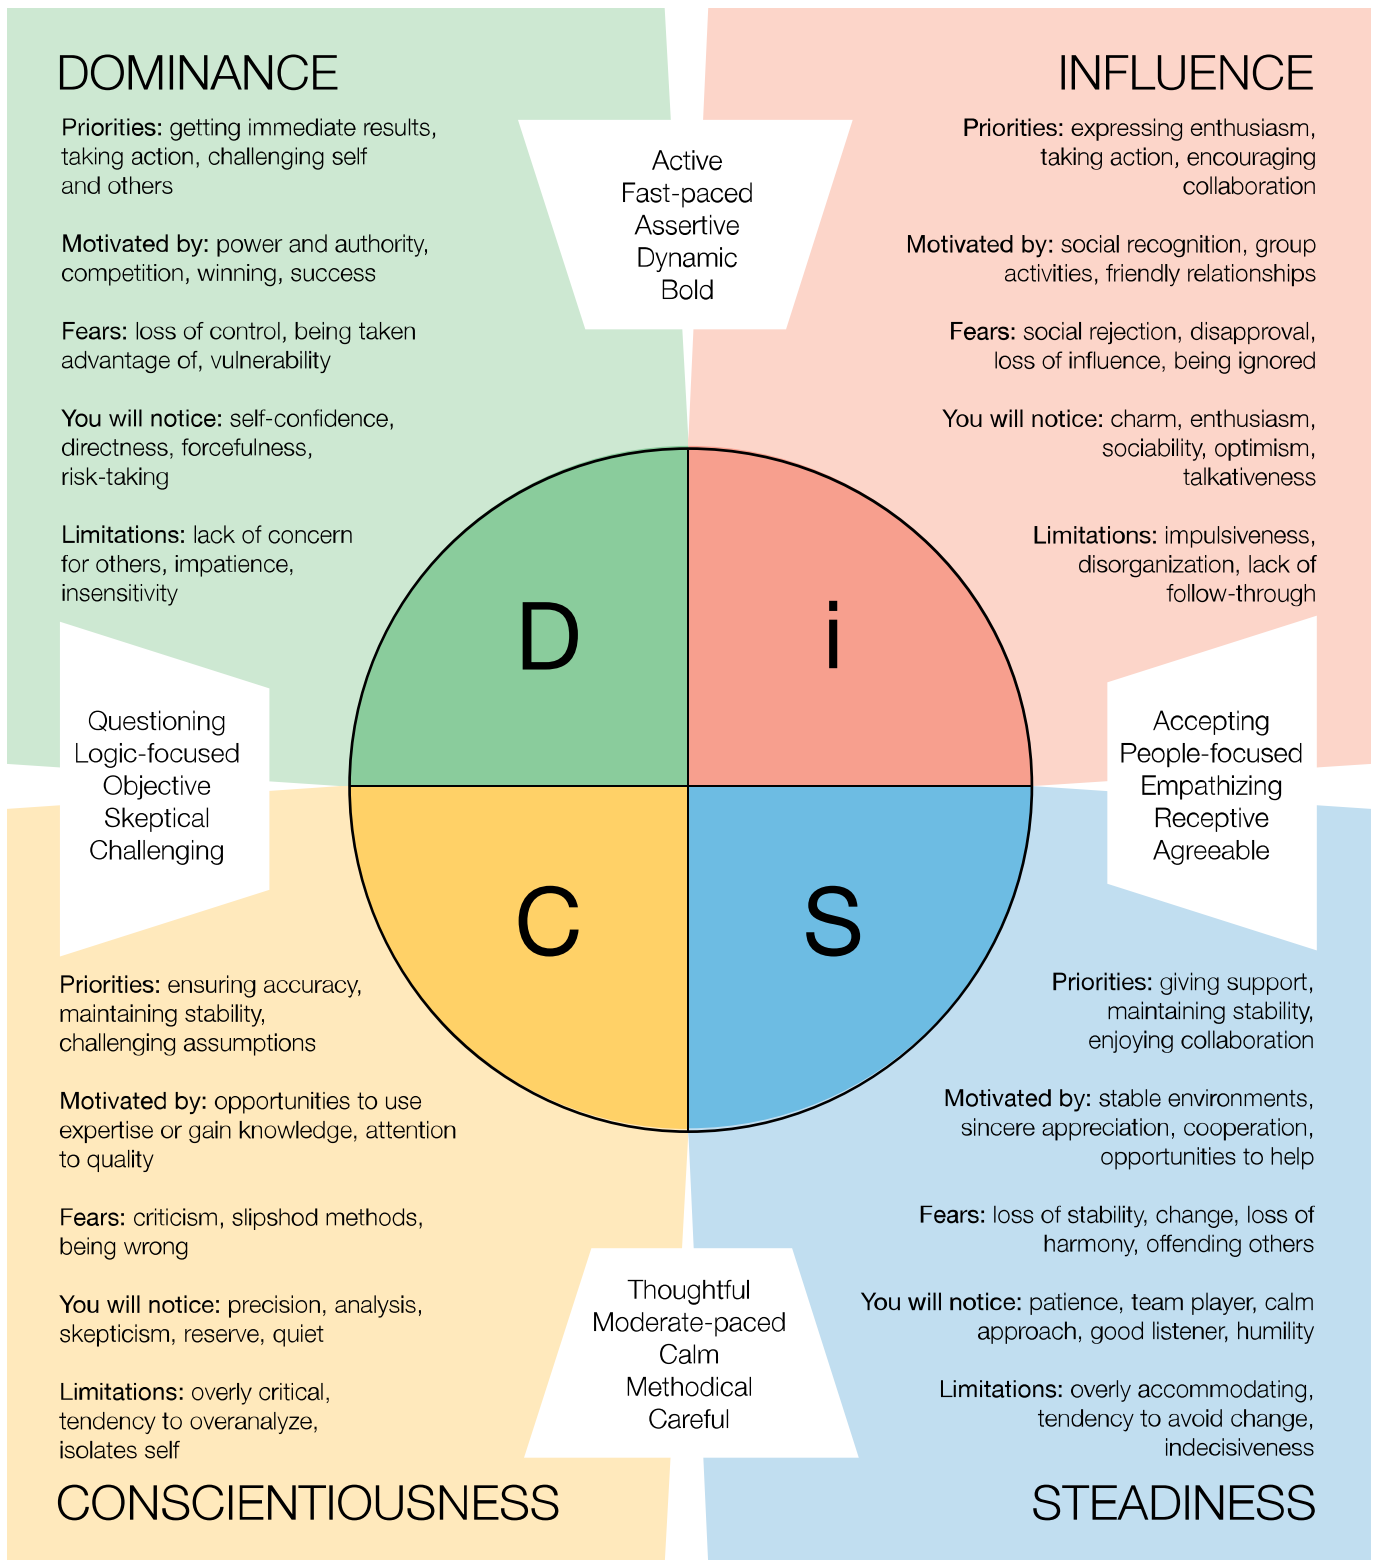 DOMINANCE
Priorities: getting immediate results,
taking action, challenging self
and others
Motivated by: power and authority,
competition, winning, success
Fears: loss of control, being taken
advantage of, vulnerability
You will notice: self-confidence,
directness, forcefulness,
risk-taking
Limitations: lack of concern
for others, impatience,
insensitivity
Active
Fast-paced
Assertive
Dynamic
Bold
INFLUENCE
Priorities: expressing enthusiasm,
taking action, encouraging
collaboration
Motivated by: social recognition, group
activities, friendly relationships
Fears: social rejection, disapproval,
loss of influence, being ignored
You will notice: charm, enthusiasm,
sociability, optimism,
talkativeness
Limitations: impulsiveness,
disorganization, lack of
follow-through
D
i
Questioning
Logic-focused
Objective
Skeptical
Challenging
Accepting
People-focused
Empathizing
Receptive
Agreeable
C
S
Priorities: ensuring accuracy,
maintaining stability,
challenging assumptions
Motivated by: opportunities to use
expertise or gain knowledge, attention
to quality
Fears: criticism, slipshod methods,
being wrong
You will notice: precision, analysis,
skepticism, reserve, quiet
Limitations: overly critical,
tendency to overanalyze,
isolates self
CONSCIENTIOUSNESS
Thoughtful
Moderate-paced
Calm
Methodical
Careful
Priorities: giving support,
maintaining stability,
enjoying collaboration
Motivated by: stable environments,
sincere appreciation, cooperation,
opportunities to help
Fears: loss of stability, change, loss of
harmony, offending others
You will notice: patience, team player, calm
approach, good listener, humility
Limitations: overly accommodating,
tendency to avoid change,
indecisiveness
STEADINESS